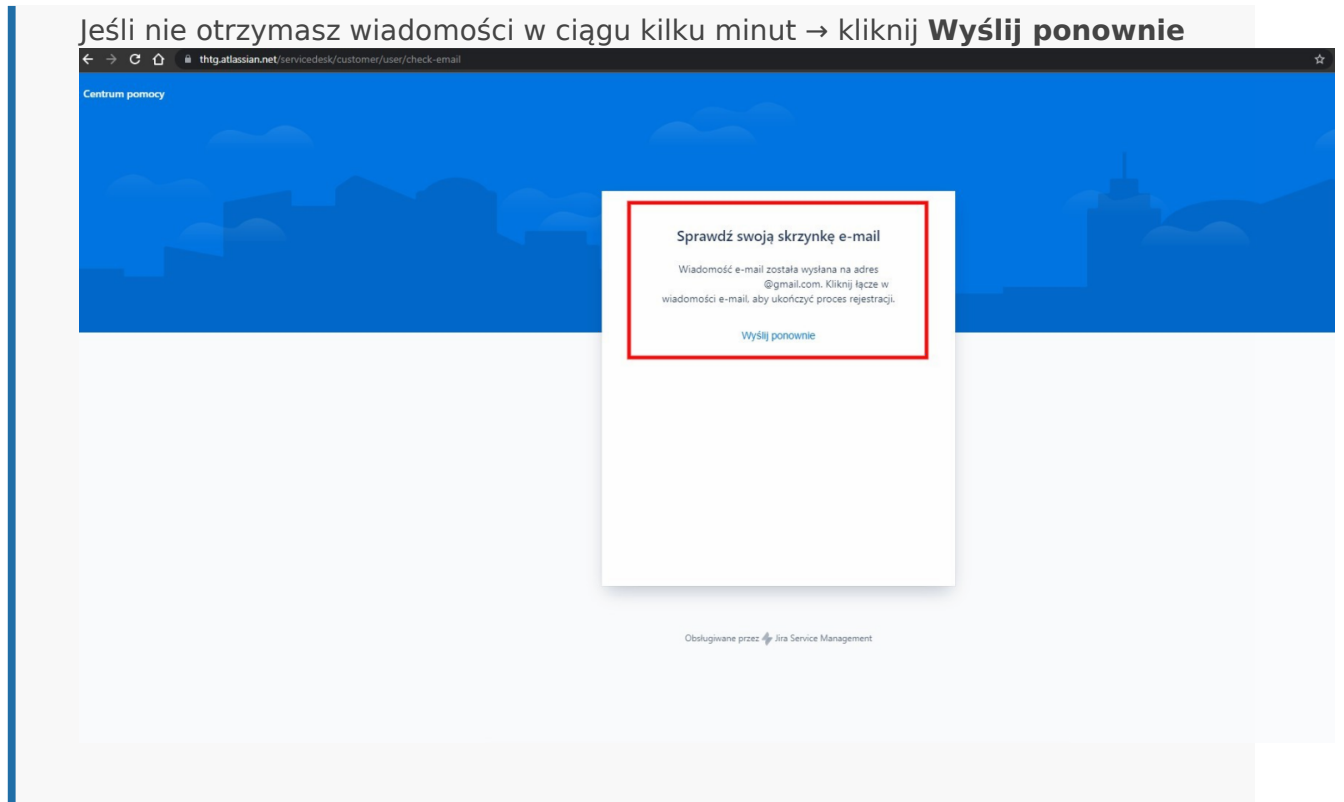 Jeśli nie otrzymasz wiadomości w ciągu kilku minut → kliknij Wyślij ponownie
thtg.atlassian.net/servicedesk/customer/user/check-email
Centrum pomocy
Sprawdź swoją skrzynkę e-mail
Wiadomość e-mail została wysłana na adres
@gmail.com. Kliknij łącze w
wiadomości e-mail, aby ukończyć proces rejestracji.
Wyślij ponownie
Obsługiwane przez Jira Service Management